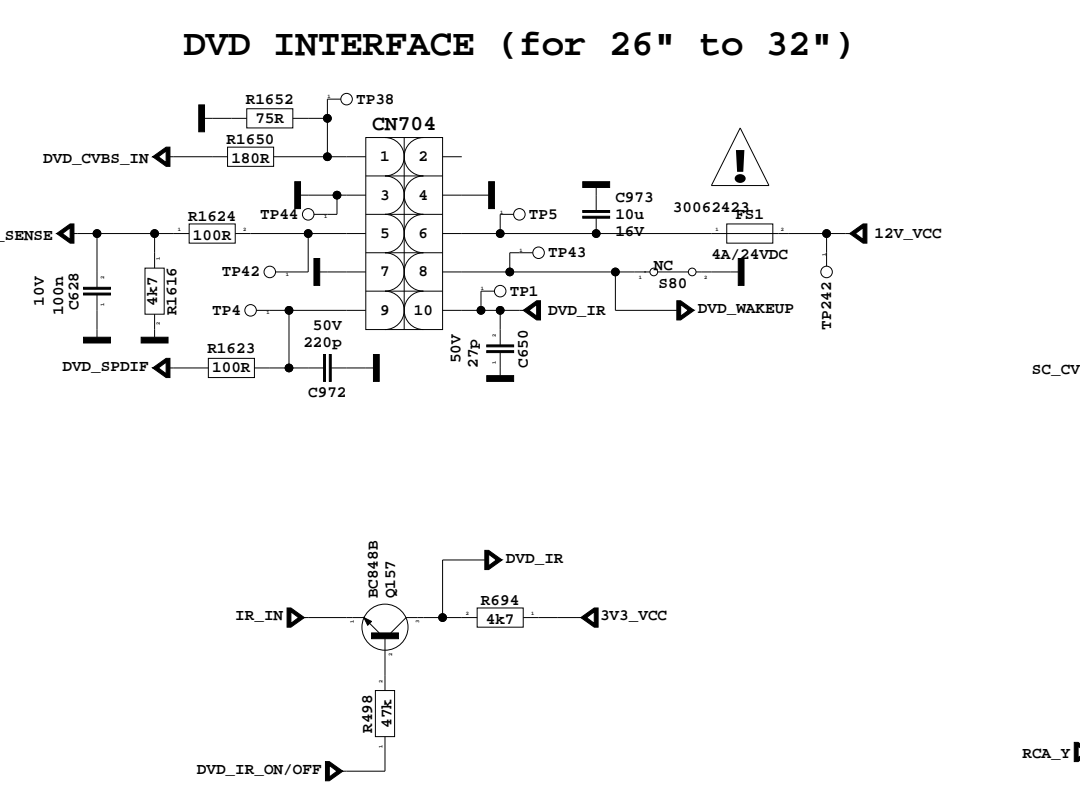 DVD INTERFACE (for 26" to 32")
R1652
75R
TP38
CN704
R1650
180R
DVD_CVBS_IN
1 2
3 4
5 6
7 8
9 10
TP44
R1624
100R
_SENSE
10V
100n
C628
4k7
R1616
TP42
TP4
50V
220p
C972
R1623
100R
DVD_SPDIF
TP5
C973
10u
16V
30062423
FS1
4A/24VDC
12V_VCC
TP242
TP43
NC
S80
DVD_WAKEUP
TP1
DVD_IR
50V
27p
C650
SC_CV
BC848B
Q157
DVD_IR
IR_IN
R694
4k7
3V3_VCC
R498
47k
DVD_IR_ON/OFF
RCA_Y